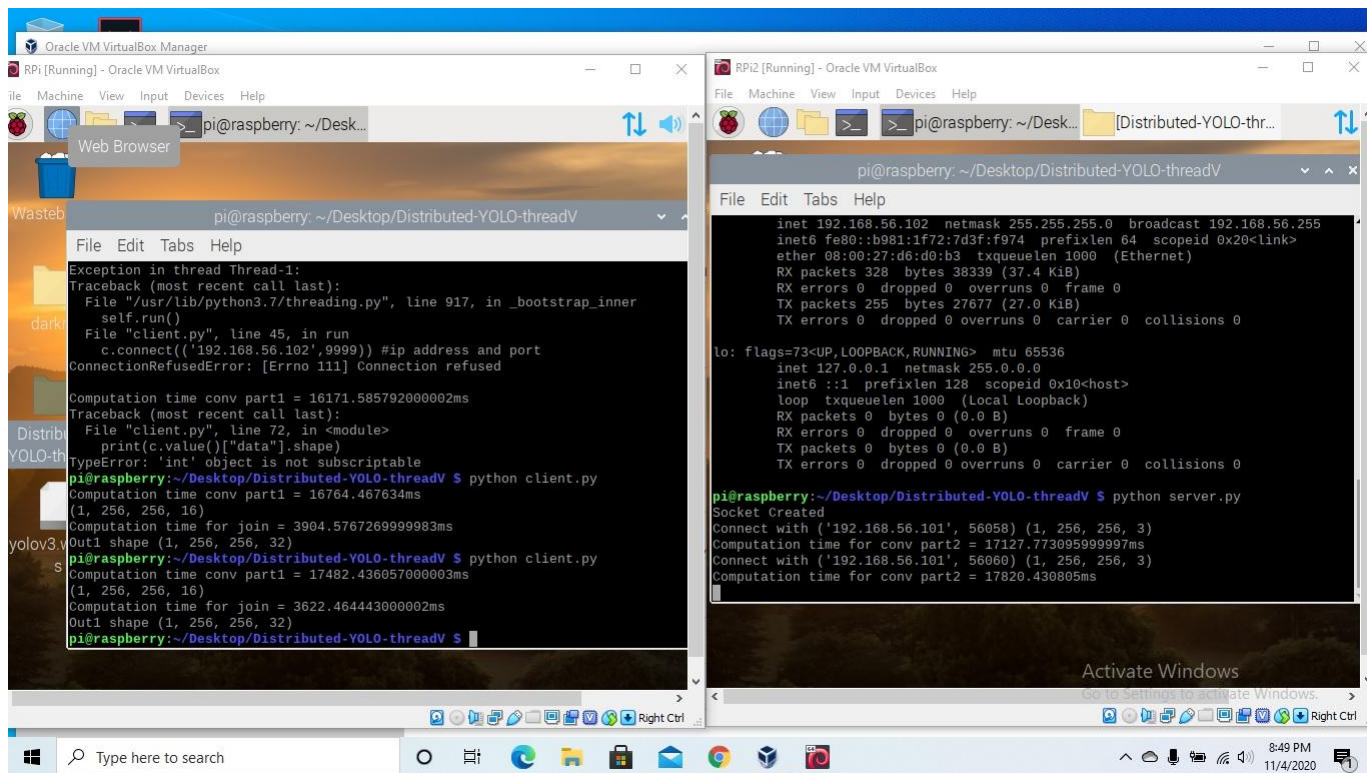 Oracle VM VirtualBox Manager
RPi [Running] - Oracle VM VirtualBox
Machine View Input Devices Help
pi@raspberry: ~/Desk...
Web Browser
pi@raspberry: ~/Desktop/Distributed-YOLO-threadV
File Edit Tabs Help
Exception in thread Thread-1:
Traceback (most recent call last):
File "/usr/lib/python3.7/threading.py", line 917, in _bootstrap_inner
self.run()
File "client.py", line 45, in run
c.connect(('192.168.56.102',9999)) #ip address and port
ConnectionRefusedError: [Errno 111] Connection refused
Computation time conv part1 = 16171.585792000002ms
Traceback (most recent call last):
File "client.py", line 72, in <module>
print(c.value()["data"].shape)
TypeError: 'int' object is not subscriptable
pi@raspberry:~/Desktop/Distributed-YOLO-threadV $ python client.py
Computation time conv part1 = 16764.467634ms
(1, 256, 256, 16)
Computation time for join = 3904.5767269999983ms
Out1 shape (1, 256, 256, 32)
pi@raspberry:~/Desktop/Distributed-YOLO-threadV $ python client.py
Computation time conv part1 = 17482.436057000003ms
(1, 256, 256, 16)
Computation time for join = 3622.464443000002ms
Out1 shape (1, 256, 256, 32)
pi@raspberry:~/Desktop/Distributed-YOLO-threadV $
Wasteb
darkn
Distribu
YOLO-th
yolov3.w
s
Right Ctrl
RPi2 [Running] - Oracle VM VirtualBox
File Machine View Input Devices Help
pi@raspberry: ~/Desk...
[Distributed-YOLO-thr...
pi@raspberry: ~/Desktop/Distributed-YOLO-threadV
File Edit Tabs Help
inet 192.168.56.102 netmask 255.255.255.0 broadcast 192.168.56.255
inet6 fe80::b981:1f72:7d3f:f974 prefixlen 64 scopeid 0x20<link>
ether 08:00:27:d6:d0:b3 txqueuelen 1000 (Ethernet)
RX packets 328 bytes 38339 (37.4 KiB)
RX errors 0 dropped 0 overruns 0 frame 0
TX packets 255 bytes 27677 (27.0 KiB)
TX errors 0 dropped 0 overruns 0 carrier 0 collisions 0
lo: flags=73<UP,LOOPBACK,RUNNING> mtu 65536
inet 127.0.0.1 netmask 255.0.0.0
inet6 ::1 prefixlen 128 scopeid 0x10<host>
loop txqueuelen 1000 (Local Loopback)
RX packets 0 bytes 0 (0.0 B)
RX errors 0 dropped 0 overruns 0 frame 0
TX packets 0 bytes 0 (0.0 B)
TX errors 0 dropped 0 overruns 0 carrier 0 collisions 0
pi@raspberry:~/Desktop/Distributed-YOLO-threadV $ python server.py
Socket Created
Connect with ('192.168.56.101', 56058) (1, 256, 256, 3)
Computation time for conv part2 = 17127.773095999997ms
Connect with ('192.168.56.101', 56060) (1, 256, 256, 3)
Computation time for conv part2 = 17820.430805ms
Activate Windows
Go to Settings to activate Windows.
Right Ctrl
Type here to search
8:49 PM
11/4/2020